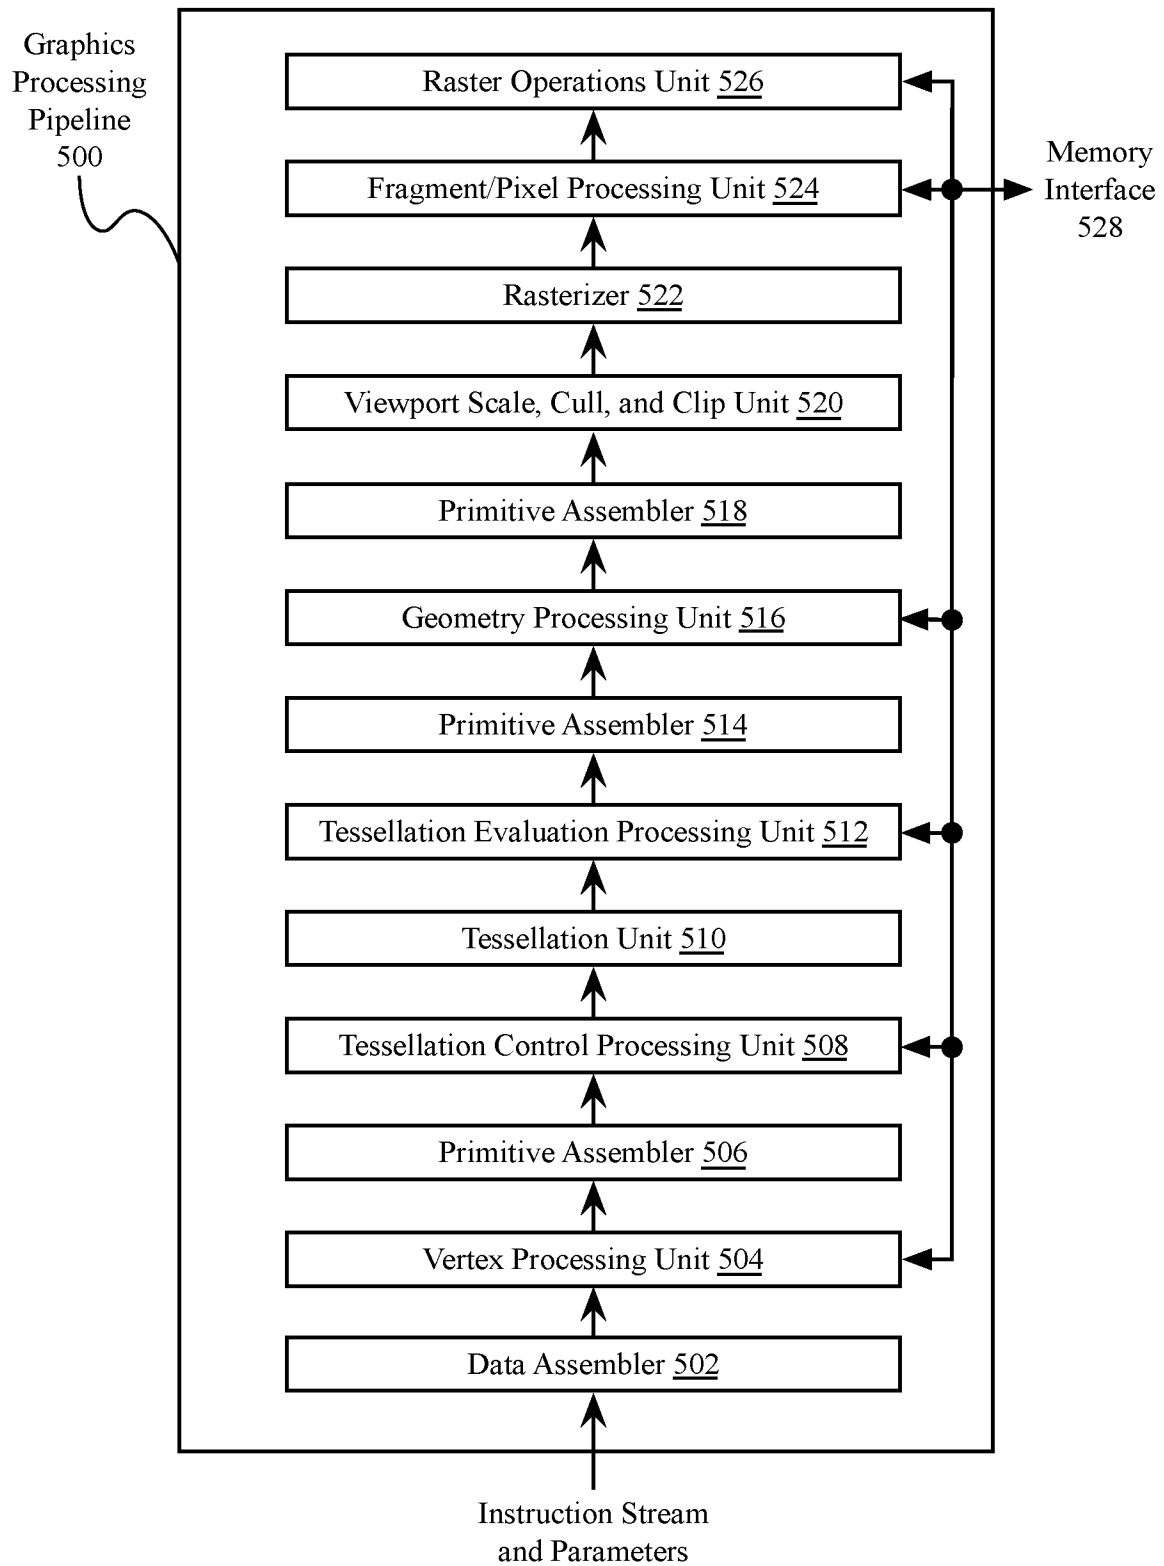 Graphics
Processing
Pipeline
500
Raster Operations Unit 526
Fragment/Pixel Processing Unit 524
Memory
Interface
528
Rasterizer 522
Viewport Scale, Cull, and Clip Unit 520
Primitive Assembler 518
Geometry Processing Unit 516
Primitive Assembler 514
Tessellation Evaluation Processing Unit 512
Tessellation Unit 510
Tessellation Control Processing Unit 508
Primitive Assembler 506
Vertex Processing Unit 504
Data Assembler 502
Instruction Stream
and Parameters